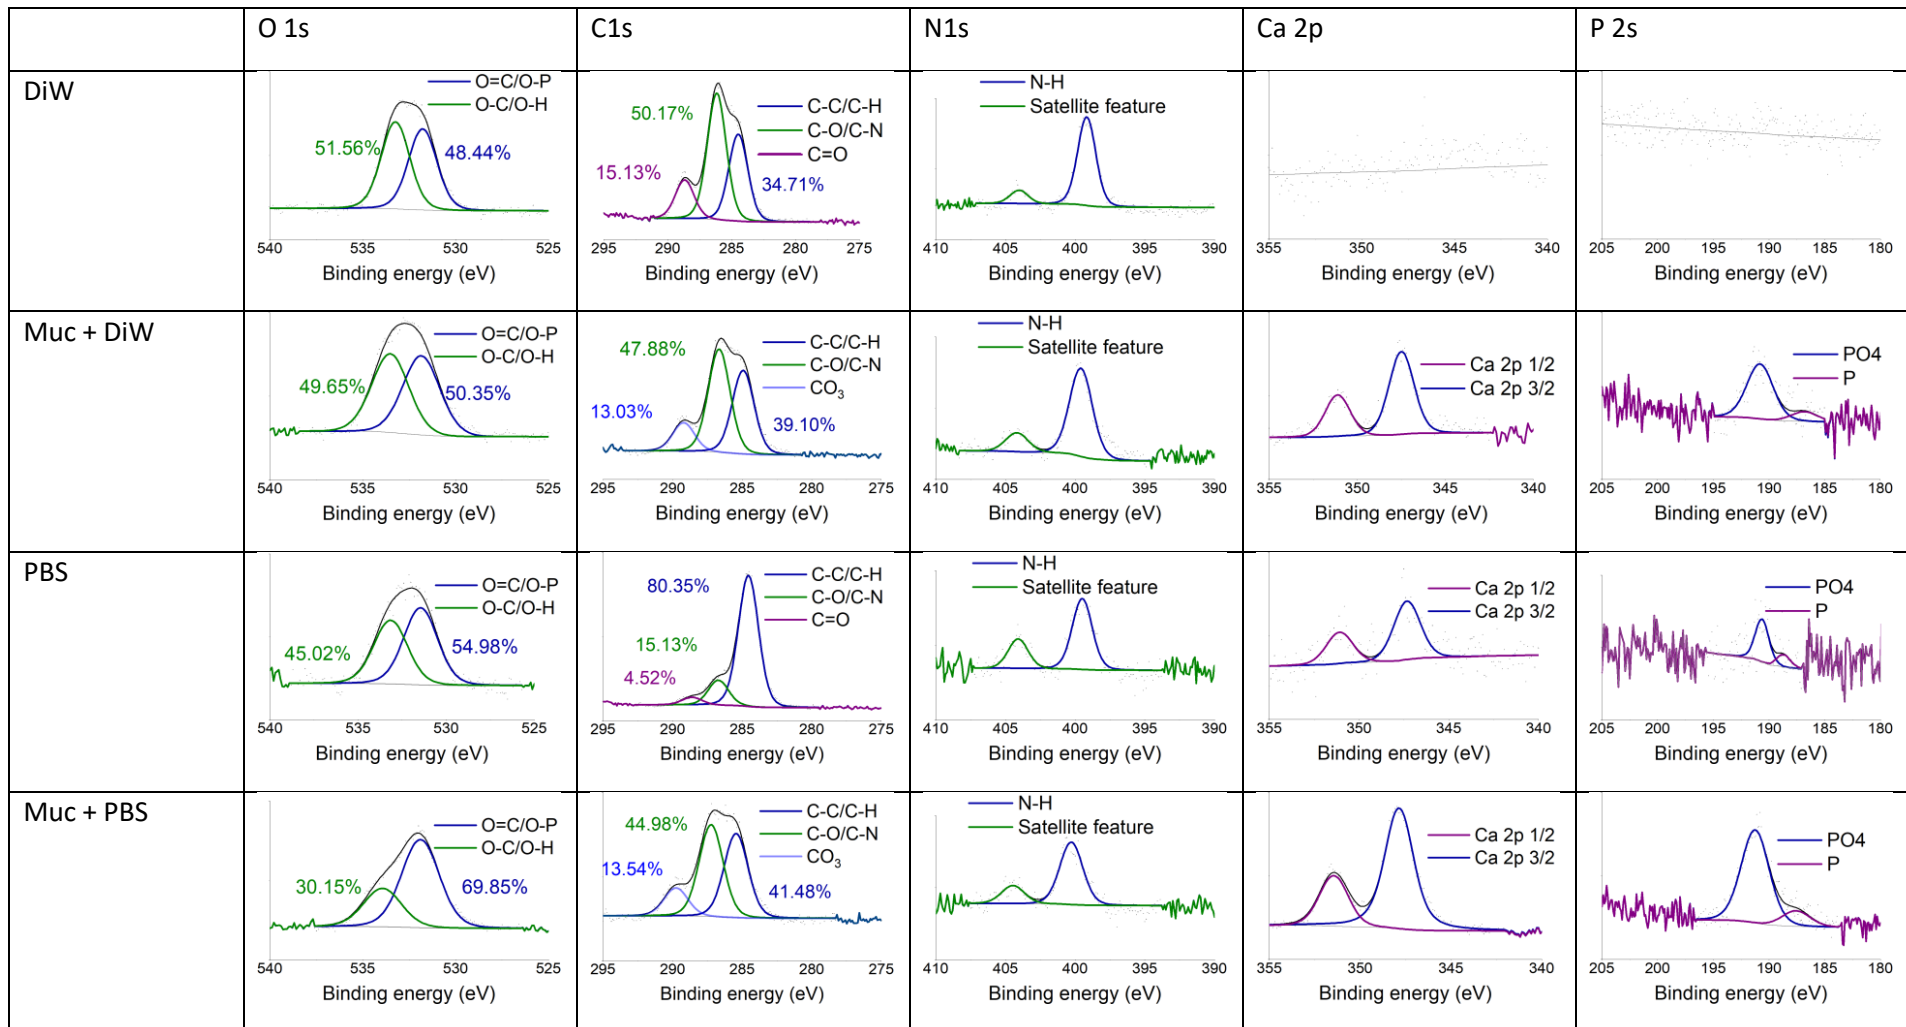 O 1s
C1s
N1s
Ca 2p
P 2s
DiW
O=C/O-P
O-C/O-H
51.56%
48.44%
540
535
530
525
Binding energy (eV)
50.17%
C-C/C-H
C-O/C-N
C=O
15.13%
34.71%
295
290
285
280
275
Binding energy (eV)
N-H
Satellite feature
410
405
400
395
390
Binding energy (eV)
355
350
345
340
Binding energy (eV)
205
200
195
190
185
180
Binding energy (eV)
Muc + DiW
O=C/O-P
O-C/O-H
49.65%
50.35%
540
535
530
525
Binding energy (eV)
47.88%
C-C/C-H
C-O/C-N
CO₃
13.03%
39.10%
295
290
285
280
275
Binding energy (eV)
N-H
Satellite feature
410
405
400
395
390
Binding energy (eV)
Ca 2p 1/2
Ca 2p 3/2
355
350
345
340
Binding energy (eV)
PO4
P
205
200
195
190
185
180
Binding energy (eV)
PBS
O=C/O-P
O-C/O-H
45.02%
54.98%
540
535
530
525
Binding energy (eV)
80.35%
C-C/C-H
C-O/C-N
C=O
15.13%
4.52%
295
290
285
280
275
Binding energy (eV)
N-H
Satellite feature
410
405
400
395
390
Binding energy (eV)
Ca 2p 1/2
Ca 2p 3/2
355
350
345
340
Binding energy (eV)
PO4
P
205
200
195
190
185
180
Binding energy (eV)
Muc + PBS
O=C/O-P
O-C/O-H
30.15%
69.85%
540
535
530
525
Binding energy (eV)
44.98%
C-C/C-H
C-O/C-N
CO₃
13.54%
41.48%
295
290
285
280
275
Binding energy (eV)
N-H
Satellite feature
410
405
400
395
390
Binding energy (eV)
Ca 2p 1/2
Ca 2p 3/2
355
350
345
340
Binding energy (eV)
PO4
P
205
200
195
190
185
180
Binding energy (eV)